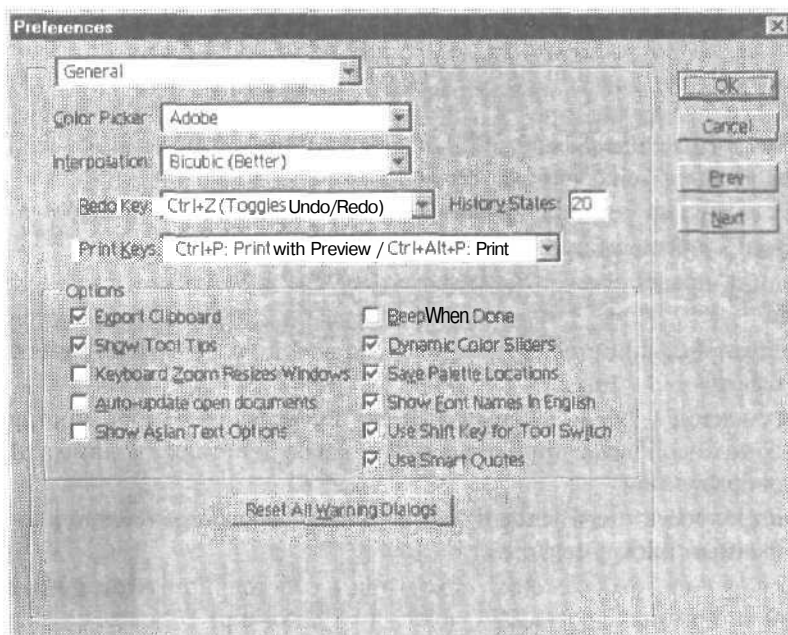 Preferences
General
OK
Color Picker: Adobe
Cancel
Interpolation: Bicubic (Better)
Prev
Redo Key: Ctrl+Z (Toggles Undo/Redo) History States: 20
Next
Print Keys: Ctrl+P: Print with Preview / Ctrl+Alt+P: Print
Options
Export Clipboard
Beep When Done
Show Tool Tips
Dynamic Color Sliders
Keyboard Zoom Resizes Windows
Save Palette Locations
Auto-update open documents
Show Font Names in English
Show Asian Text Options
Use Shift Key for Tool Switch
Use Smart Quotes
Reset All Warning Dialogs